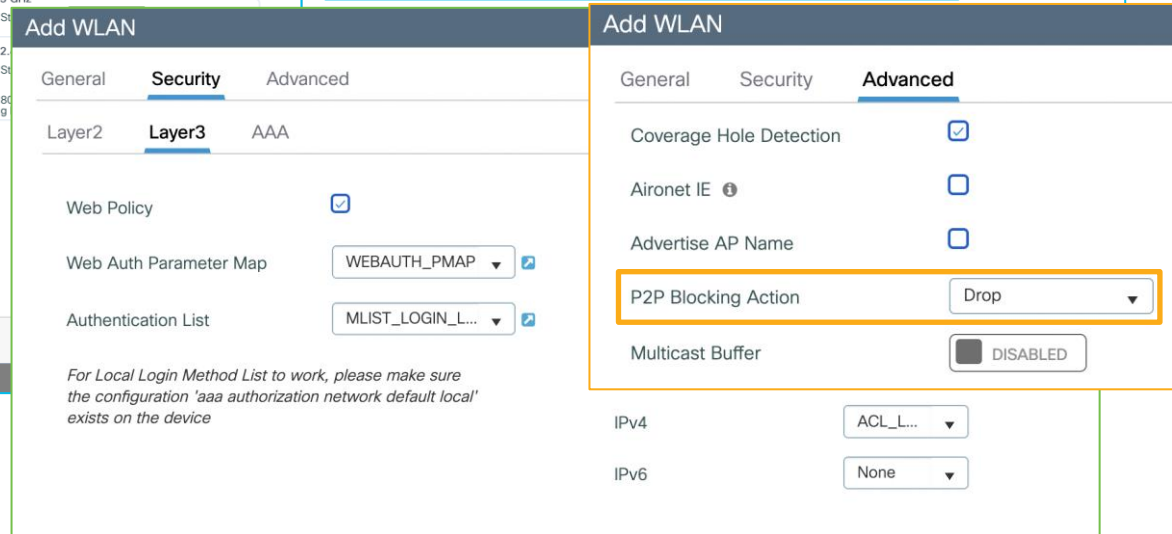 Add WLAN
General Security Advanced
Layer2 Layer3 AAA
Web Policy
Web Auth Parameter Map WEBAUTH_PMAP
Authentication List MLIST_LOGIN_L...
For Local Login Method List to work, please make sure
the configuration 'aaa authorization network default local'
exists on the device
Add WLAN
General Security Advanced
Coverage Hole Detection
Aironet IE
Advertise AP Name
P2P Blocking Action Drop
Multicast Buffer DISABLED
IPv4 ACL_L...
IPv6 None